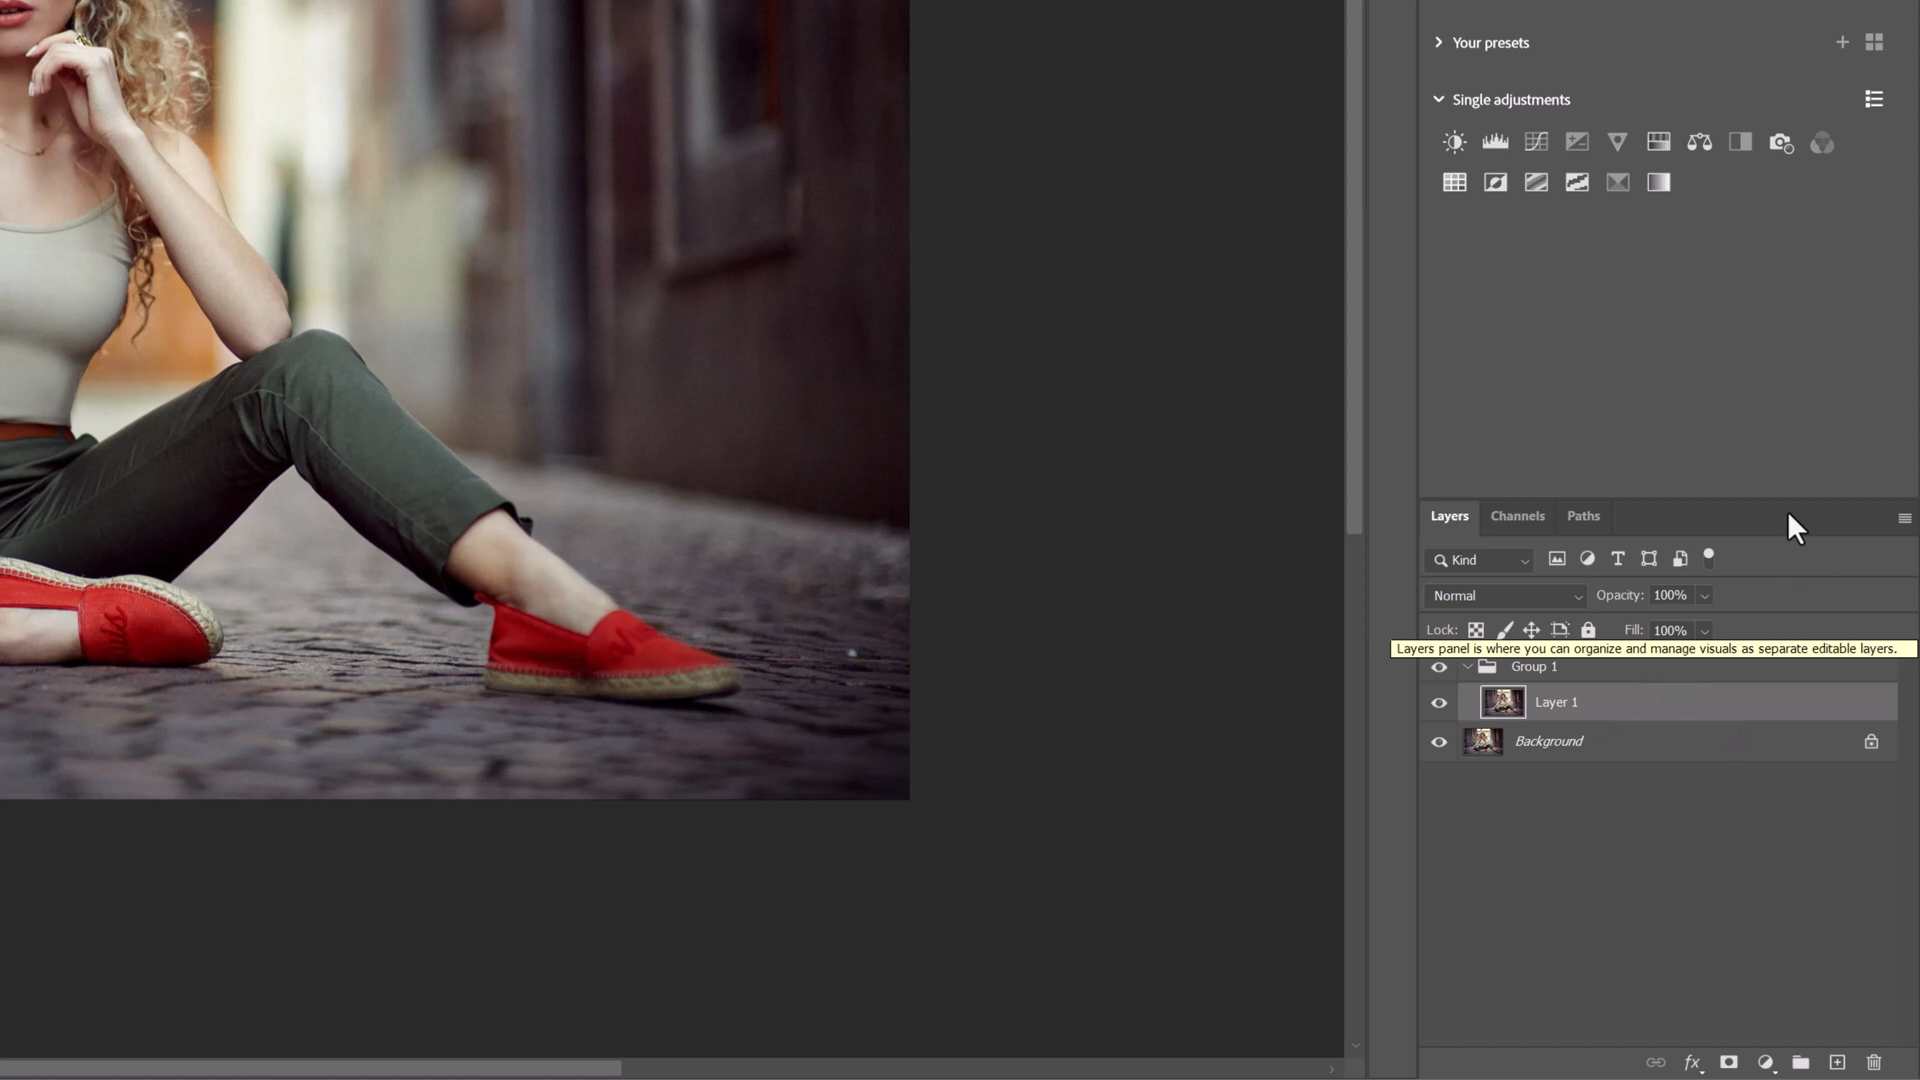 Your presets
Single adjustments
Layers Channels Paths
Kind
Normal Opacity: 100%
Lock: Fill: 100%
Layers panel is where you can organize and manage visuals as separate editable layers.
Group 1
Layer 1
Background
fx